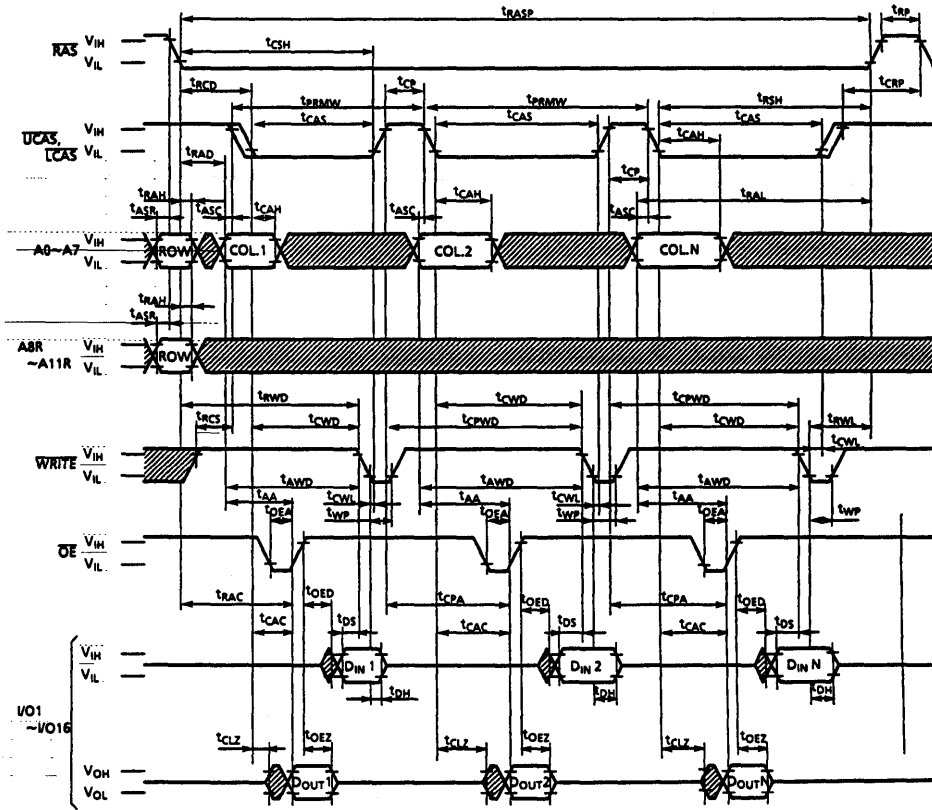 tRASP
tRP
tCSH
RAS VIH
VIL
tRCD
tCP
tCRP
tPRMW
tPRMW
tRSH
tCAS
tCAS
tCAS
UCAS, VIH
LCAS VIL
tCAH
tRAD
tCP
tRAH
tCAH
tRAL
tASR
tASC
tCAH
tASC
tASC
A0~A7 VIH
VIL
ROW
COL.1
COL.2
COL.N
tRAH
tASR
A8R VIH
~A11R VIL
ROW
tRWD
tCWD
tCPWD
tRCS
tCWD
tCPWD
tCWD
tRWL
tCWL
WRITE VIH
VIL
tAWD
tAWD
tAWD
tAA
tCWL
tAA
tCWL
tAA
tOEA
tWP
tOEA
tWP
tOEA
tWP
OE VIH
VIL
tRAC
tOED
tCPA
tOED
tCPA
tOED
tCAC
tDS
tCAC
tDS
tCAC
tDS
VIH
VIL
DIN 1
DIN 2
DIN N
tDH
tDH
tDH
I/O1
~I/O16
tCLZ
tOEZ
tCLZ
tOEZ
tCLZ
tOEZ
VOH
VOL
DOUT1
DOUT2
DOUTN